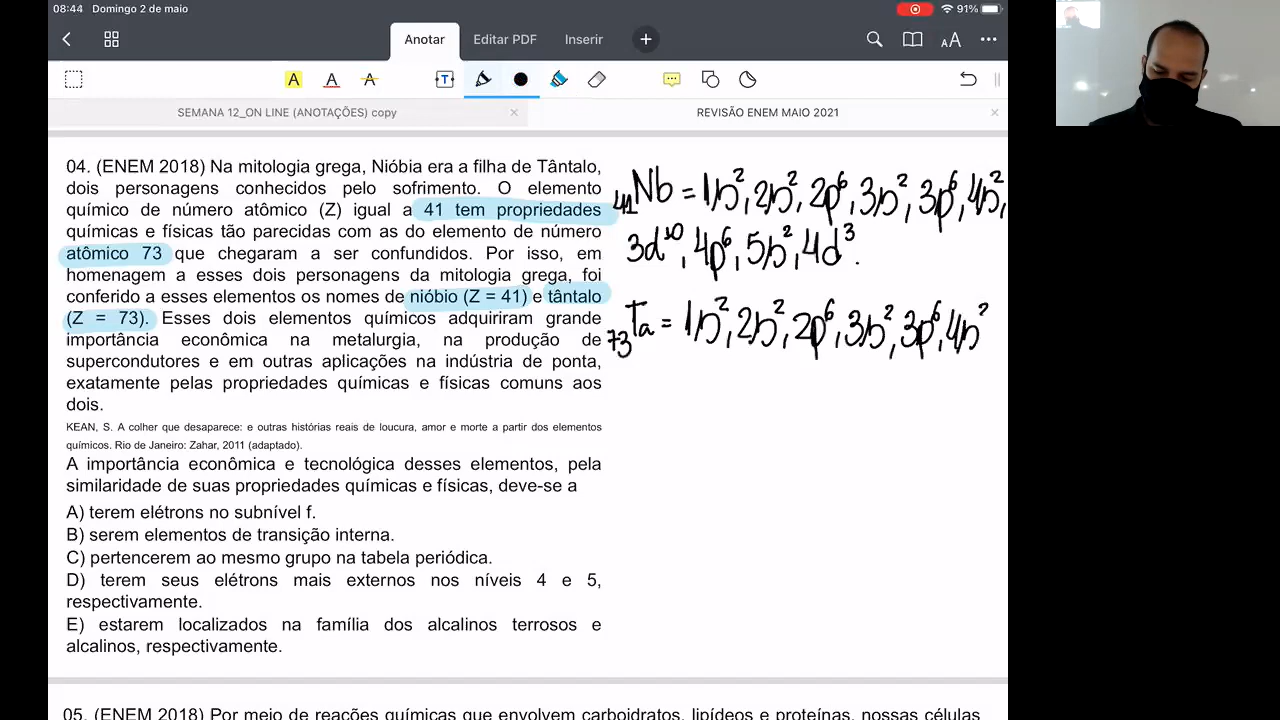 08:44 Domingo 2 de maio
91%
Anotar Editar PDF Inserir
AA
A A A T
SEMANA 12_ON LINE (ANOTAÇÕES) copy
REVISÃO ENEM MAIO 2021
04. (ENEM 2018) Na mitologia grega, Nióbia era a filha de Tântalo,
dois personagens conhecidos pelo sofrimento. O elemento
químico de número atômico (Z) igual a 41 tem propriedades
químicas e físicas tão parecidas com as do elemento de número
atômico 73 que chegaram a ser confundidos. Por isso, em
homenagem a esses dois personagens da mitologia grega, foi
conferido a esses elementos os nomes de nióbio (Z = 41) e tântalo
(Z = 73). Esses dois elementos químicos adquiriram grande
importância econômica na metalurgia, na produção de
supercondutores e em outras aplicações na indústria de ponta,
exatamente pelas propriedades químicas e físicas comuns aos
dois.
KEAN, S. A colher que desaparece: e outras histórias reais de loucura, amor e morte a partir dos elementos
químicos. Rio de Janeiro: Zahar, 2011 (adaptado).
A importância econômica e tecnológica desses elementos, pela
similaridade de suas propriedades químicas e físicas, deve-se a
A) terem elétrons no subnível f.
B) serem elementos de transição interna.
C) pertencerem ao mesmo grupo na tabela periódica.
D) terem seus elétrons mais externos nos níveis 4 e 5,
respectivamente.
E) estarem localizados na família dos alcalinos terrosos e
alcalinos, respectivamente.
₄₁Nb = 1s², 2s², 2p⁶, 3s², 3p⁶, 4s²,
3d¹⁰, 4p⁶, 5s², 4d³.
₇₃Ta = 1s², 2s², 2p⁶, 3s², 3p⁶, 4s²
05. (ENEM 2018) Por meio de reações químicas que envolvem carboidratos, lipídeos e proteínas, nossas células